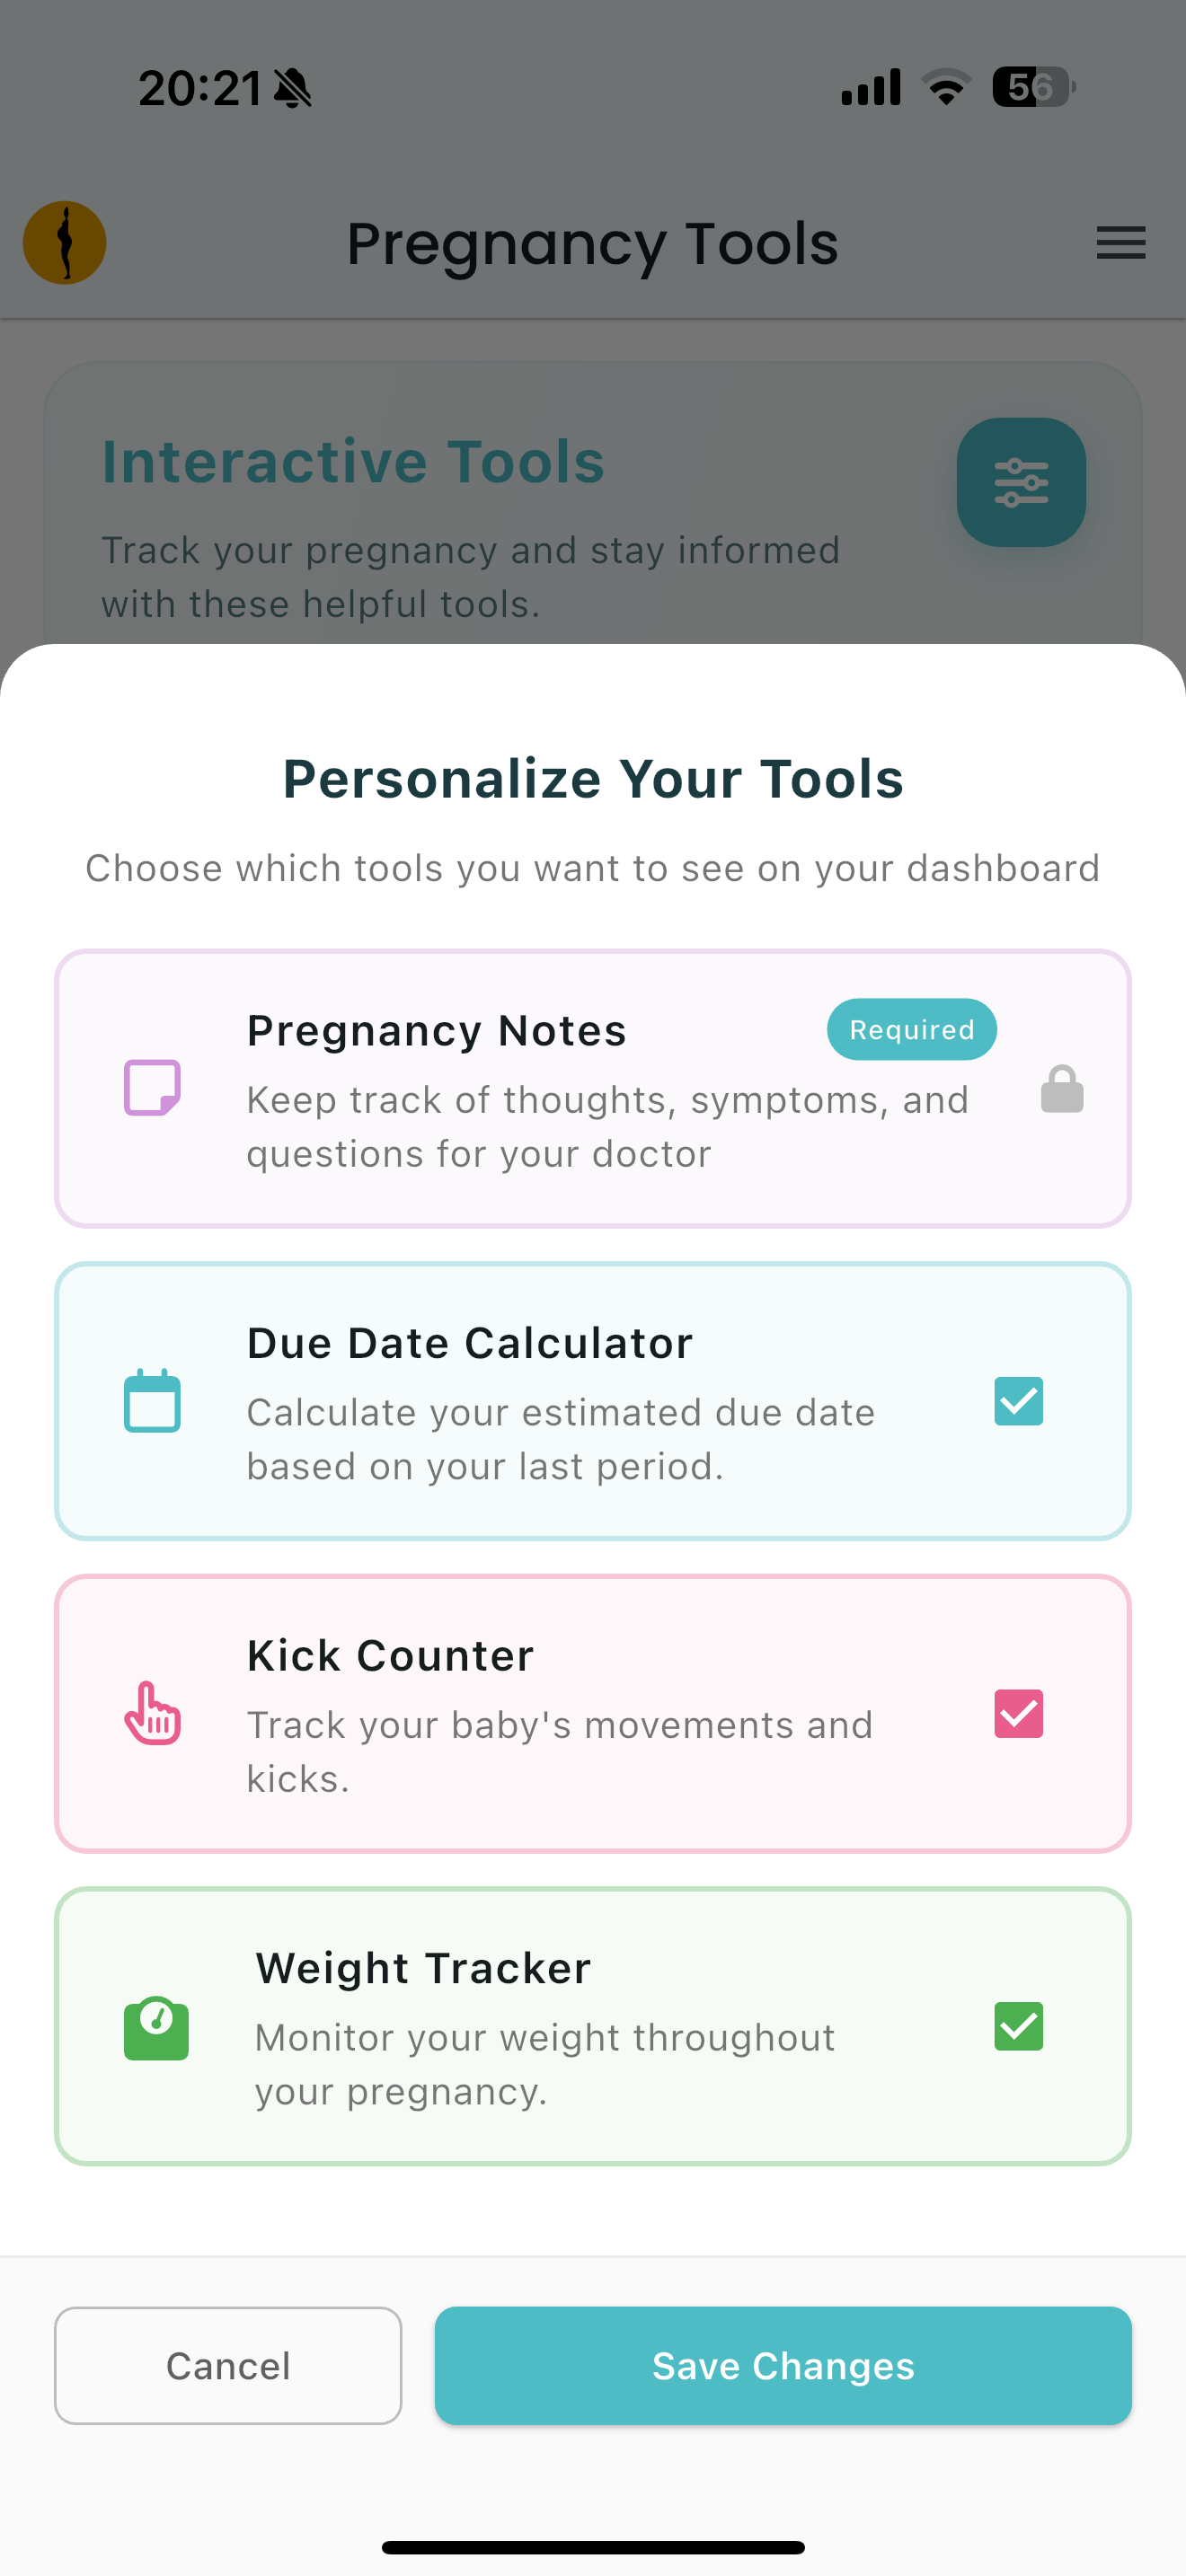 20:21
56
Pregnancy Tools
Interactive Tools
Track your pregnancy and stay informed
with these helpful tools.
Personalize Your Tools
Choose which tools you want to see on your dashboard
Pregnancy Notes
Required
Keep track of thoughts, symptoms, and
questions for your doctor
Due Date Calculator
Calculate your estimated due date
based on your last period.
Kick Counter
Track your baby's movements and
kicks.
Weight Tracker
Monitor your weight throughout
your pregnancy.
Cancel
Save Changes